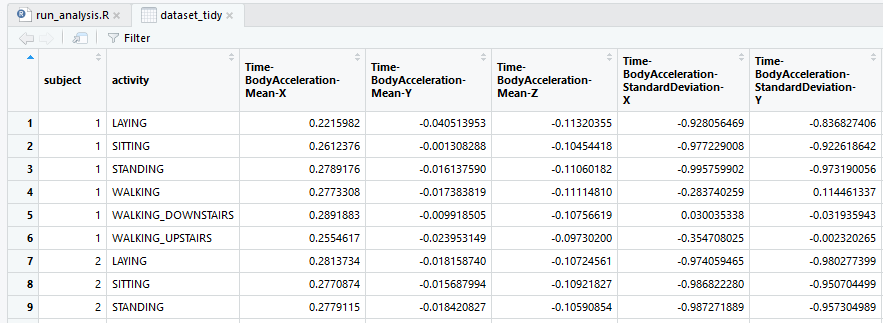 run_analysis.R dataset_tidy
Filter
subject activity Time-BodyAcceleration-Mean-X Time-BodyAcceleration-Mean-Y Time-BodyAcceleration-Mean-Z Time-BodyAcceleration-StandardDeviation-X Time-BodyAcceleration-StandardDeviation-Y
1 1 LAYING 0.2215982 -0.040513953 -0.11320355 -0.928056469 -0.836827406
2 1 SITTING 0.2612376 -0.001308288 -0.10454418 -0.977229008 -0.922618642
3 1 STANDING 0.2789176 -0.016137590 -0.11060182 -0.995759902 -0.973190056
4 1 WALKING 0.2773308 -0.017383819 -0.11114810 -0.283740259 0.114461337
5 1 WALKING_DOWNSTAIRS 0.2891883 -0.009918505 -0.10756619 0.030035338 -0.031935943
6 1 WALKING_UPSTAIRS 0.2554617 -0.023953149 -0.09730200 -0.354708025 -0.002320265
7 2 LAYING 0.2813734 -0.018158740 -0.10724561 -0.974059465 -0.980277399
8 2 SITTING 0.2770874 -0.015687994 -0.10921827 -0.986822280 -0.950704499
9 2 STANDING 0.2779115 -0.018420827 -0.10590854 -0.987271889 -0.957304989